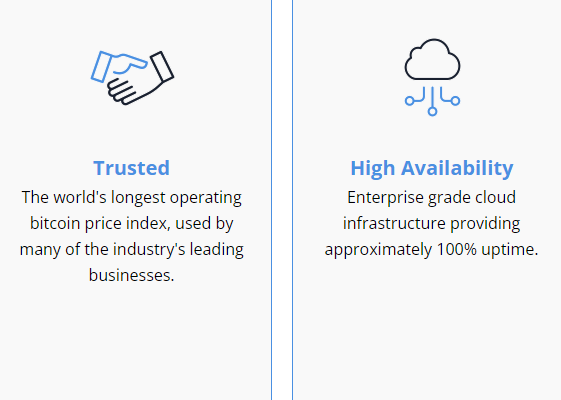 Trusted
The world's longest operating
bitcoin price index, used by
many of the industry's leading
businesses.
High Availability
Enterprise grade cloud
infrastructure providing
approximately 100% uptime.